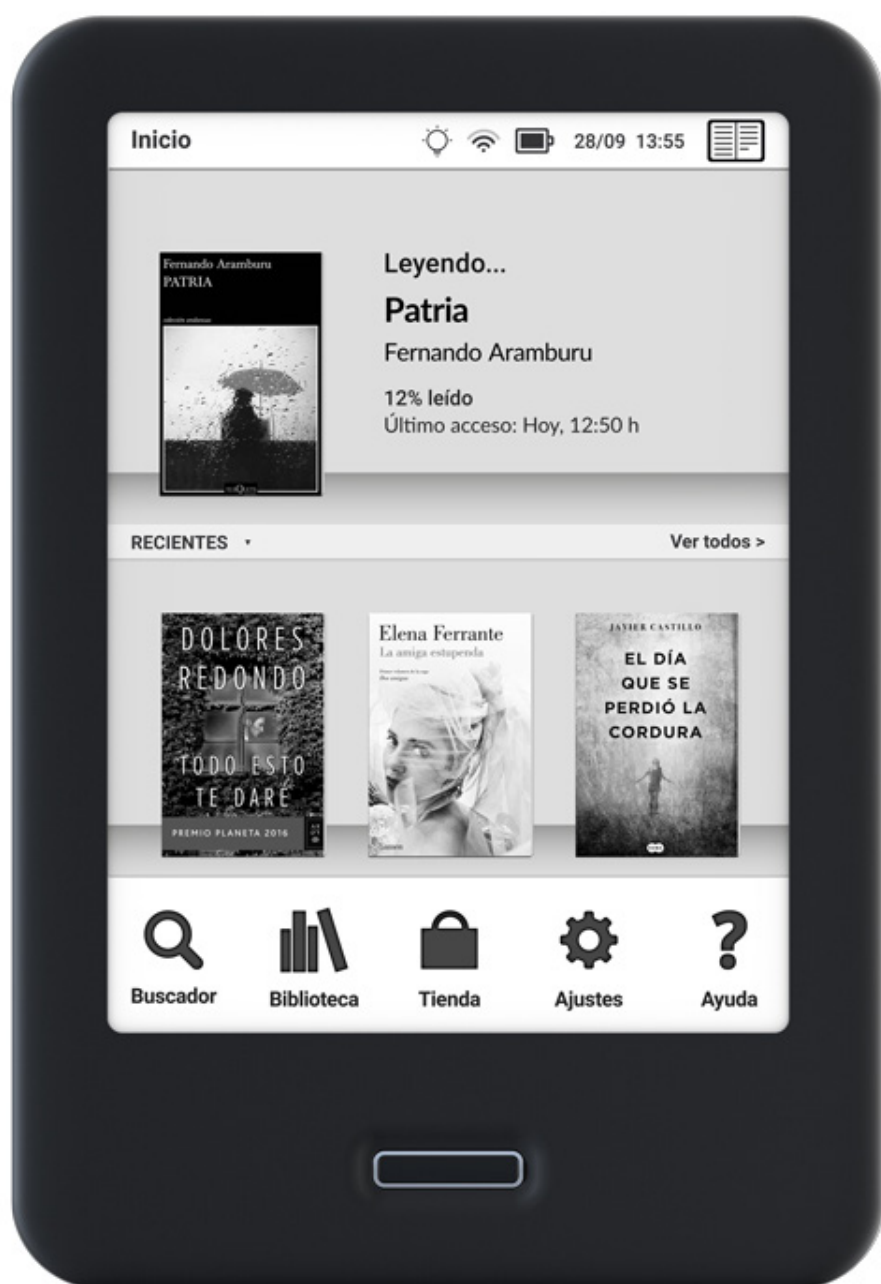 Inicio
28/09 13:55
Fernando Aramburu
PATRIA
Leyendo...
Patria
Fernando Aramburu
12% leído
Último acceso: Hoy, 12:50 h
RECIENTES
Ver todos >
DOLORES
REDONDO
TODO ESTO
TE DARÉ
PREMIO PLANETA 2016
Elena Ferrante
La amiga estupenda
JAVIER CASTILLO
EL DÍA
QUE SE
PERDIÓ LA
CORDURA
Buscador
Biblioteca
Tienda
Ajustes
Ayuda